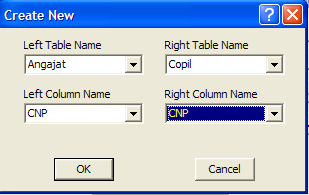 Create New
Left Table Name Right Table Name
Angajat Copil
Left Column Name Right Column Name
CNP CNP
OK Cancel